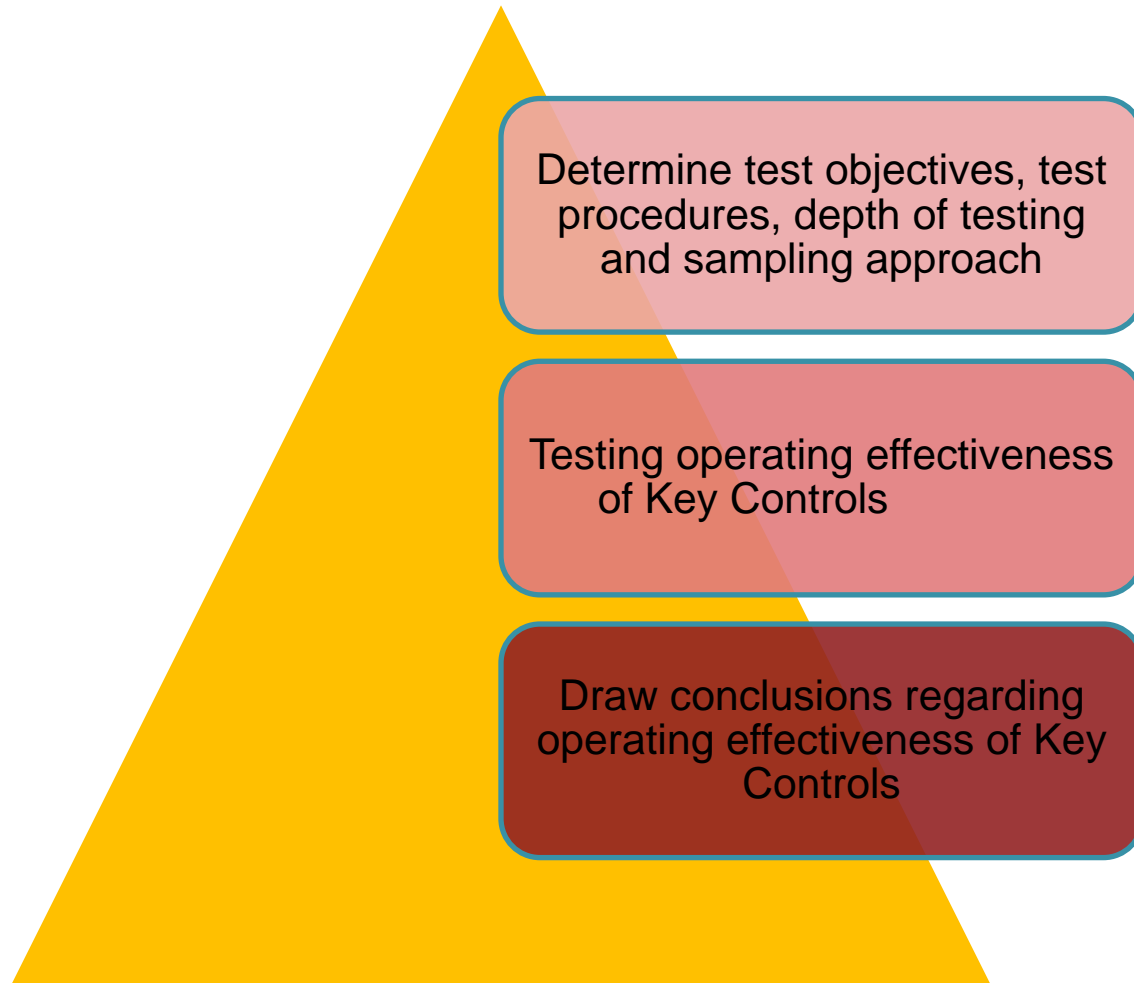 Determine test objectives, test
procedures, depth of testing
and sampling approach
Testing operating effectiveness
of Key Controls
Draw conclusions regarding
operating effectiveness of Key
Controls